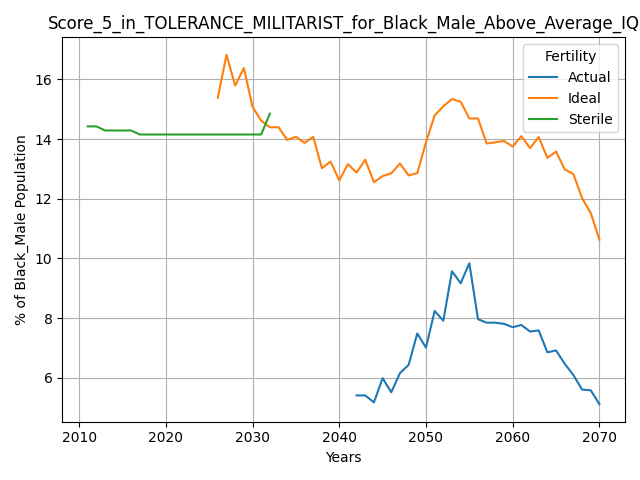 Score_5_in_TOLERANCE_MILITARIST_for_Black_Male_Above_Average_IQ
Fertility
Actual
Ideal
Sterile
% of Black_Male Population
16
14
12
10
8
6
2010 2020 2030 2040 2050 2060 2070
Years